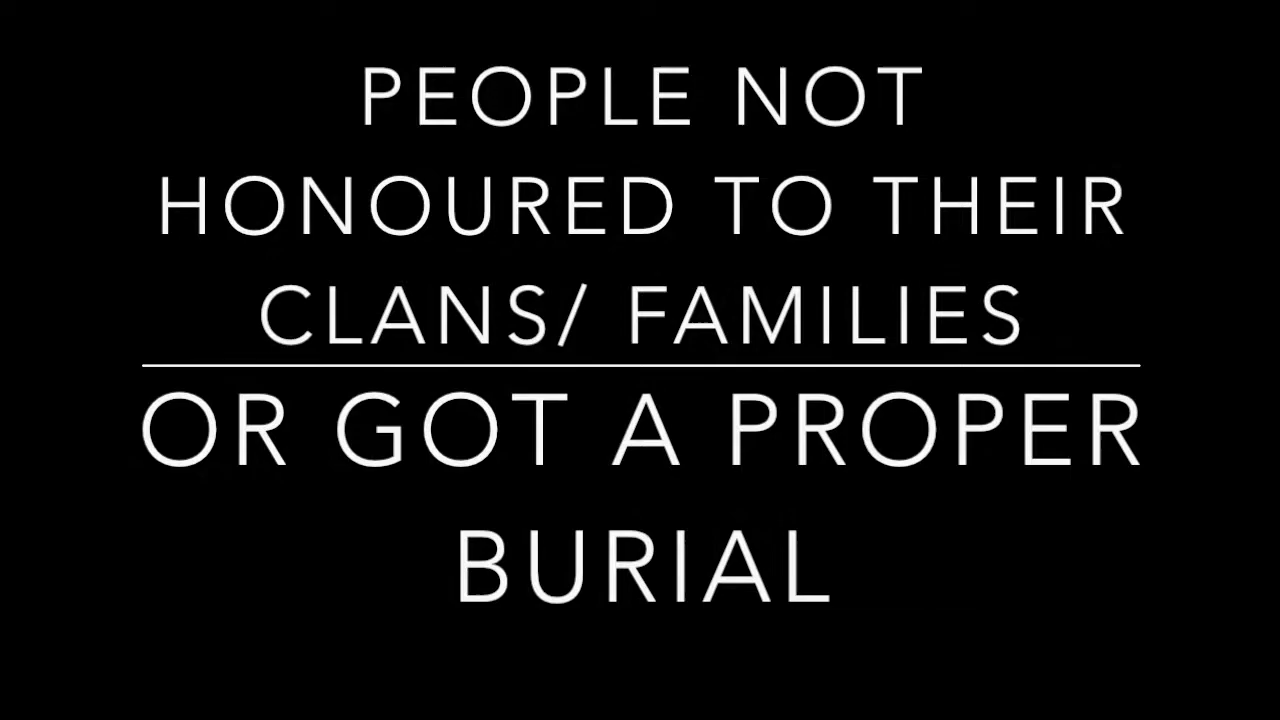 PEOPLE NOT
HONOURED TO THEIR
CLANS/ FAMILIES
OR GOT A PROPER
BURIAL